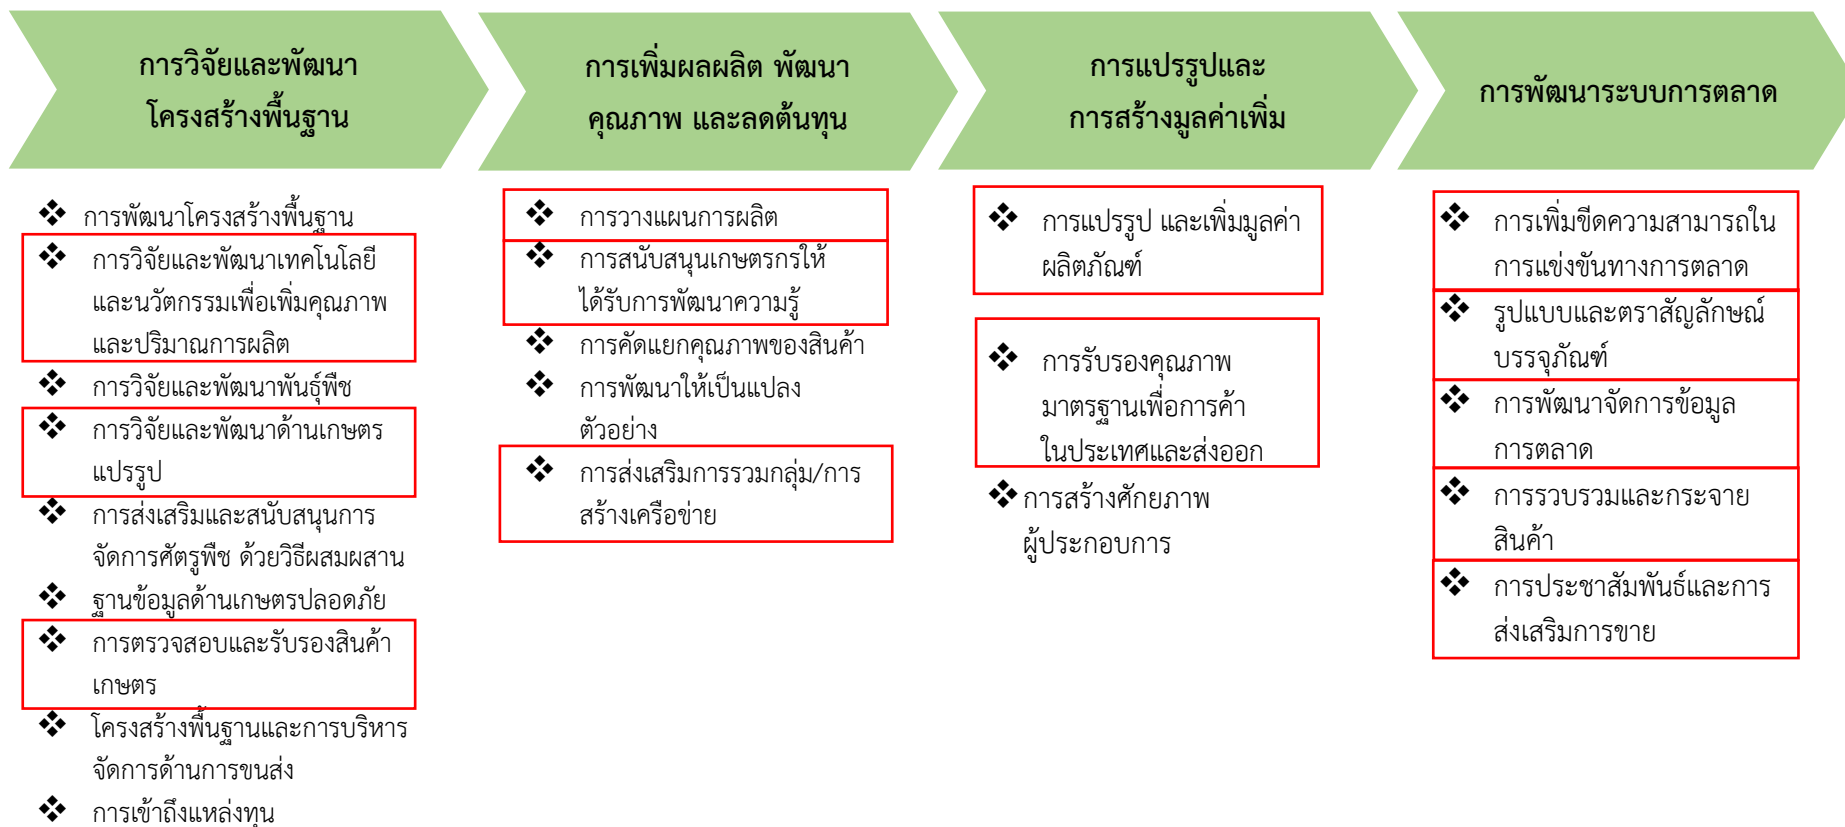 การวิจัยและพัฒนา
โครงสร้างพื้นฐาน
❖ การพัฒนาโครงสร้างพื้นฐาน
❖ การวิจัยและพัฒนาเทคโนโลยี
และนวัตกรรมเพื่อเพิ่มคุณภาพ
และปริมาณการผลิต
❖ การวิจัยและพัฒนาพันธุ์พืช
❖ การวิจัยและพัฒนาด้านเกษตร
แปรรูป
❖ การส่งเสริมและสนับสนุนการ
จัดการศัตรูพืช ด้วยวิธีผสมผสาน
❖ ฐานข้อมูลด้านเกษตรปลอดภัย
❖ การตรวจสอบและรับรองสินค้า
เกษตร
❖ โครงสร้างพื้นฐานและการบริหาร
จัดการด้านการขนส่ง
❖ การเข้าถึงแหล่งทุน
การเพิ่มผลผลิต พัฒนา
คุณภาพ และลดต้นทุน
❖ การวางแผนการผลิต
❖ การสนับสนุนเกษตรกรให้
ได้รับการพัฒนาความรู้
❖ การคัดแยกคุณภาพของสินค้า
❖ การพัฒนาให้เป็นแปลง
ตัวอย่าง
❖ การส่งเสริมการรวมกลุ่ม/การ
สร้างเครือข่าย
การแปรรูปและ
การสร้างมูลค่าเพิ่ม
❖ การแปรรูป และเพิ่มมูลค่า
ผลิตภัณฑ์
❖ การรับรองคุณภาพ
มาตรฐานเพื่อการค้า
ในประเทศและส่งออก
❖ การสร้างศักยภาพ
ผู้ประกอบการ
การพัฒนาระบบการตลาด
❖ การเพิ่มขีดความสามารถใน
การแข่งขันทางการตลาด
❖ รูปแบบและตราสัญลักษณ์
บรรจุภัณฑ์
❖ การพัฒนาจัดการข้อมูล
การตลาด
❖ การรวบรวมและกระจาย
สินค้า
❖ การประชาสัมพันธ์และการ
ส่งเสริมการขาย